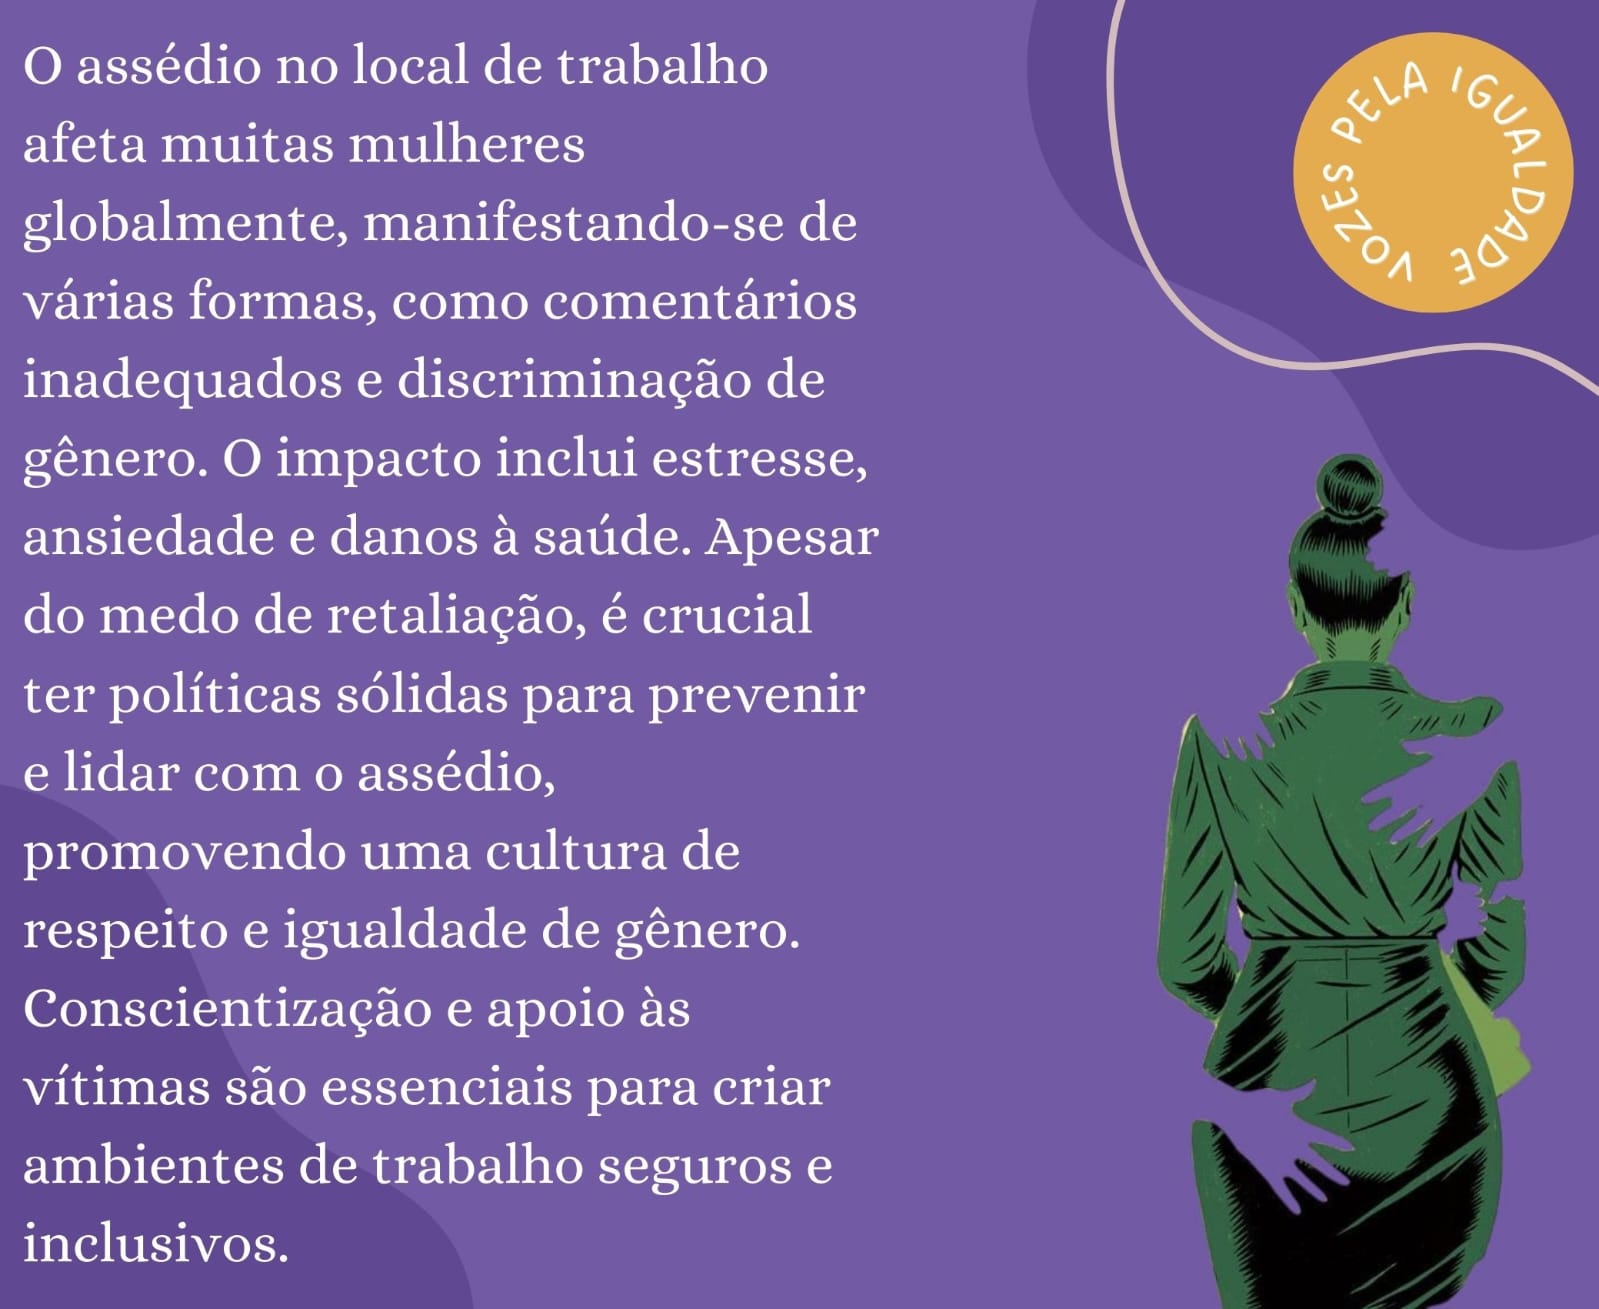 O assédio no local de trabalho
afeta muitas mulheres
globalmente, manifestando-se de
várias formas, como comentários
inadequados e discriminação de
gênero. O impacto inclui estresse,
ansiedade e danos à saúde. Apesar
do medo de retaliação, é crucial
ter políticas sólidas para prevenir
e lidar com o assédio,
promovendo uma cultura de
respeito e igualdade de gênero.
Conscientização e apoio às
vítimas são essenciais para criar
ambientes de trabalho seguros e
inclusivos.
VOZES PELA IGUALDADE